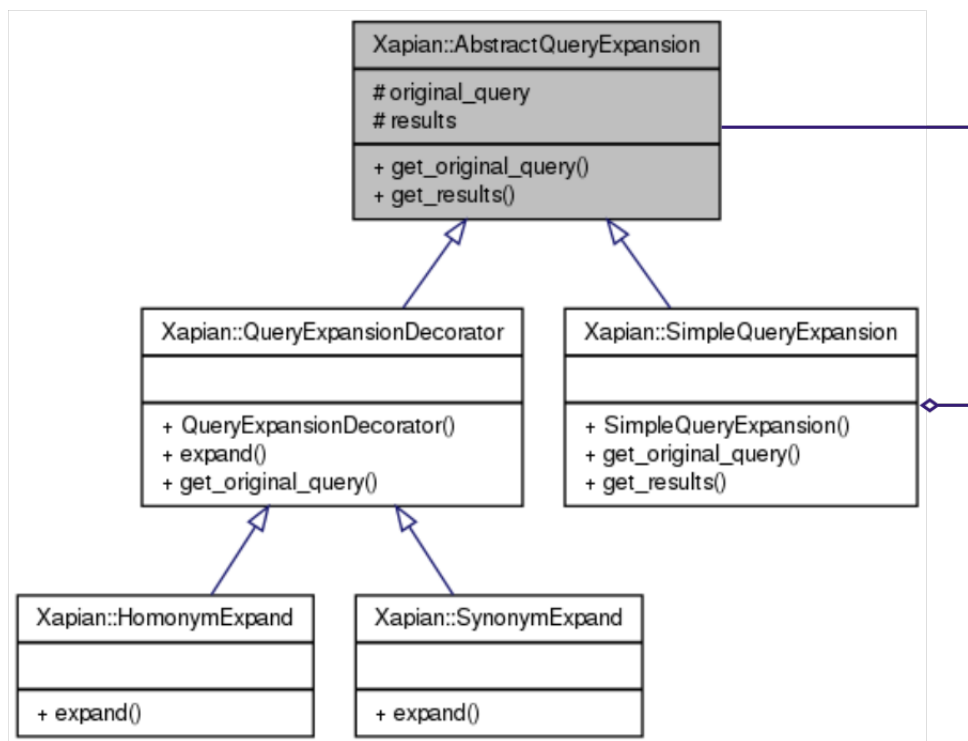 Xapian::AbstractQueryExpansion
# original_query
# results
+ get_original_query()
+ get_results()
Xapian::QueryExpansionDecorator
+ QueryExpansionDecorator()
+ expand()
+ get_original_query()
Xapian::SimpleQueryExpansion
+ SimpleQueryExpansion()
+ get_original_query()
+ get_results()
Xapian::HomonymExpand
+ expand()
Xapian::SynonymExpand
+ expand()